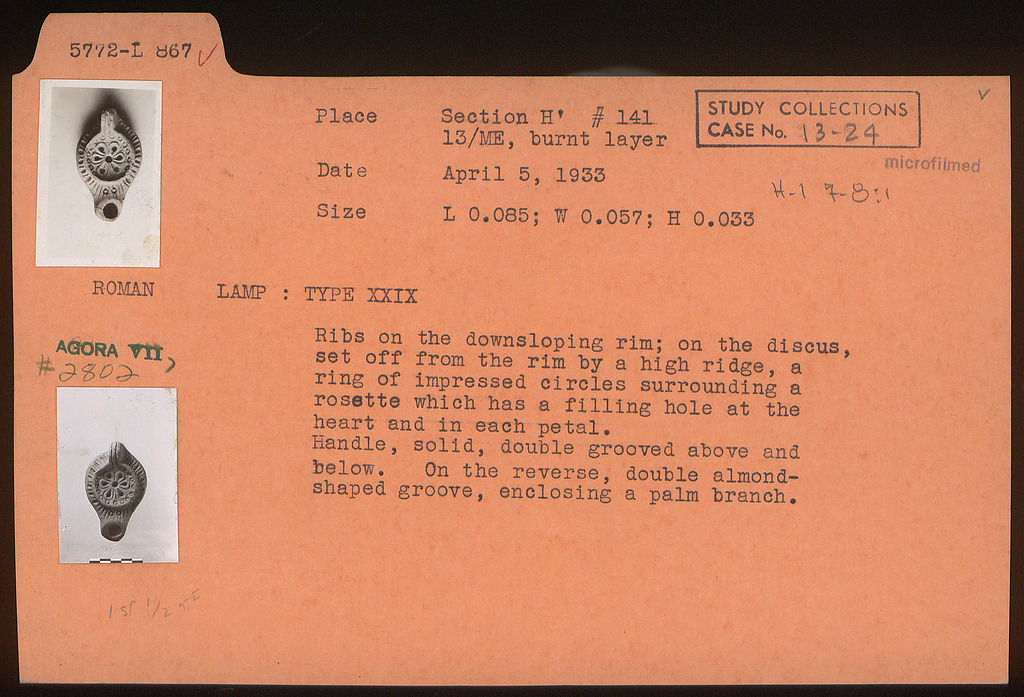 5772-L 867 ✓
Place Section H' # 141
13/ME, burnt layer
STUDY COLLECTIONS
CASE No. 13-24
✓
microfilmed
Date April 5, 1933
H-1 7-8:1
Size L 0.085; W 0.057; H 0.033
ROMAN LAMP : TYPE XXIX
Ribs on the downsloping rim; on the discus,
set off from the rim by a high ridge, a
ring of impressed circles surrounding a
rosette which has a filling hole at the
heart and in each petal.
Handle, solid, double grooved above and
below. On the reverse, double almond-
shaped groove, enclosing a palm branch.
AGORA VII,
#2802
1st 1/2